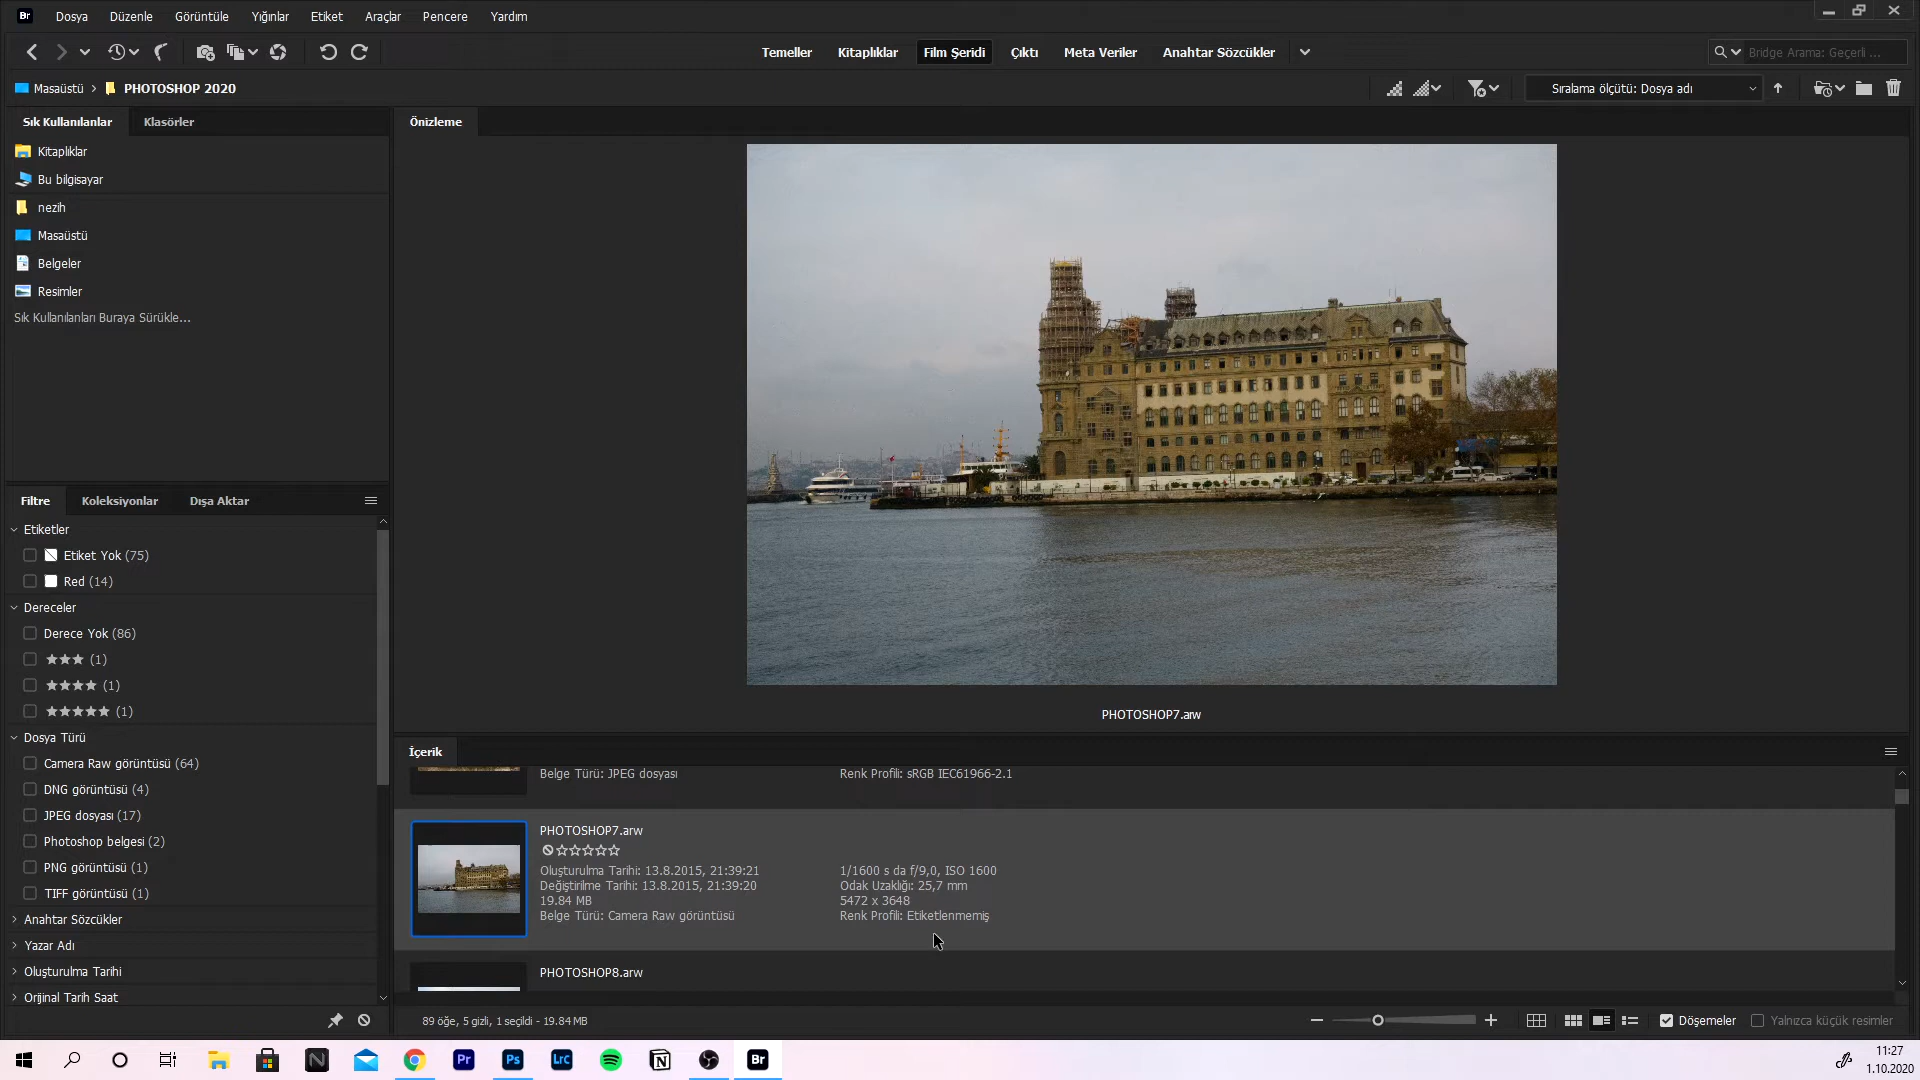 Br Dosya Düzenle Görüntüle Yığınlar Etiket Araçlar Pencere Yardım
Temeller Kitaplıklar Film Şeridi Çıktı Meta Veriler Anahtar Sözcükler Bridge Arama: Geçerli ...
Masaüstü PHOTOSHOP 2020 Sıralama ölçütü: Dosya adı
Sık Kullanılanlar Klasörler
Önizleme
Kitaplıklar
Bu bilgisayar
nezih
Masaüstü
Belgeler
Resimler
Sık Kullanılanları Buraya Sürükle...
Filtre Koleksiyonlar Dışa Aktar
Etiketler
Etiket Yok (75)
Red (14)
Dereceler
Derece Yok (86)
★★★ (1)
★★★★ (1)
★★★★★ (1)
Dosya Türü
Camera Raw görüntüsü (64)
DNG görüntüsü (4)
JPEG dosyası (17)
Photoshop belgesi (2)
PNG görüntüsü (1)
TIFF görüntüsü (1)
Anahtar Sözcükler
Yazar Adı
Oluşturulma Tarihi
Orijinal Tarih Saat
PHOTOSHOP7.arw
İçerik
Belge Türü: JPEG dosyası Renk Profili: sRGB IEC61966-2.1
PHOTOSHOP7.arw
Oluşturulma Tarihi: 13.8.2015, 21:39:21 1/1600 s da f/9,0, ISO 1600
Değiştirilme Tarihi: 13.8.2015, 21:39:20 Odak Uzaklığı: 25,7 mm
19.84 MB 5472 x 3648
Belge Türü: Camera Raw görüntüsü Renk Profili: Etiketlenmemiş
PHOTOSHOP8.arw
89 öğe, 5 gizli, 1 seçildi - 19.84 MB Döşemeler Yalnızca küçük resimler
Pr Ps Lrc Br
11:27
1.10.2020